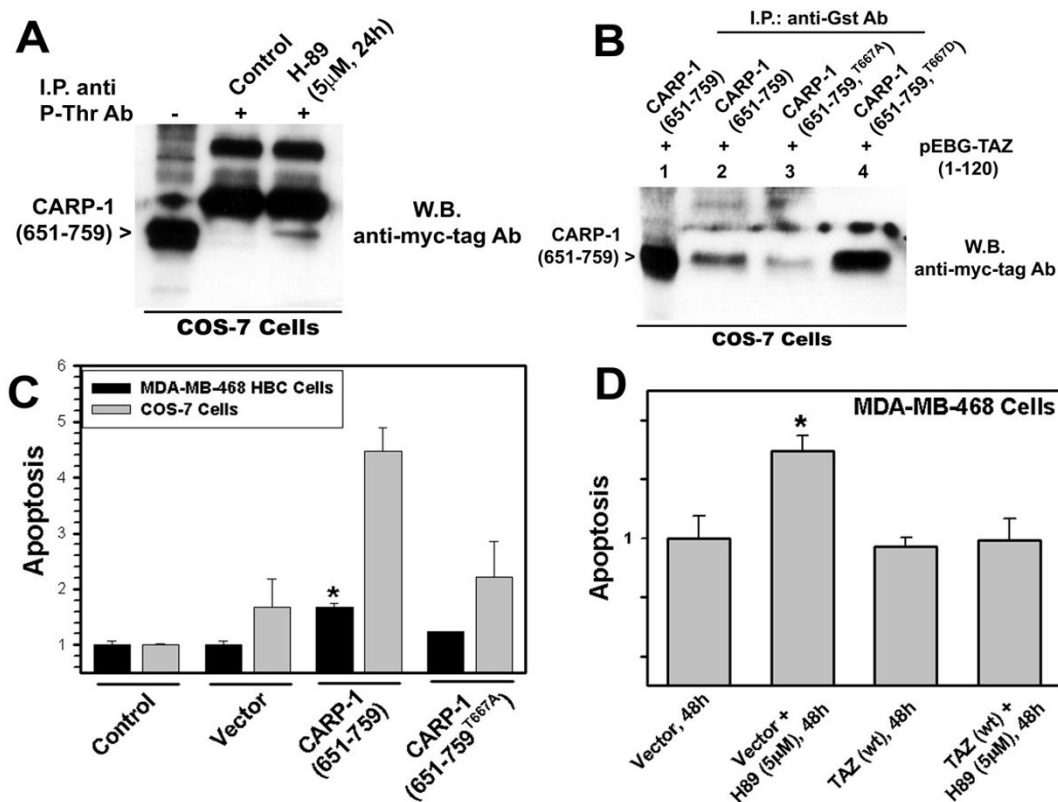 A
Control
H-89
(5μM, 24h)
I.P. anti
P-Thr Ab - + +
CARP-1
(651-759) >
W.B.
anti-myc-tag Ab
COS-7 Cells
B
I.P.: anti-Gst Ab
CARP-1
(651-759)
CARP-1
(651-759)
CARP-1
(651-759, T667A)
CARP-1
(651-759, T667D)
+ + + + pEBG-TAZ
1 2 3 4 (1-120)
CARP-1
(651-759) >
W.B.
anti-myc-tag Ab
COS-7 Cells
C
MDA-MB-468 HBC Cells
COS-7 Cells
Apoptosis
6
5
4
3
2
1
*
Control
Vector
CARP-1
(651-759)
CARP-1
(651-759T667A)
D
MDA-MB-468 Cells
*
Apoptosis
1
Vector, 48h
Vector +
H89 (5μM), 48h
TAZ (wt), 48h
TAZ (wt) +
H89 (5μM), 48h